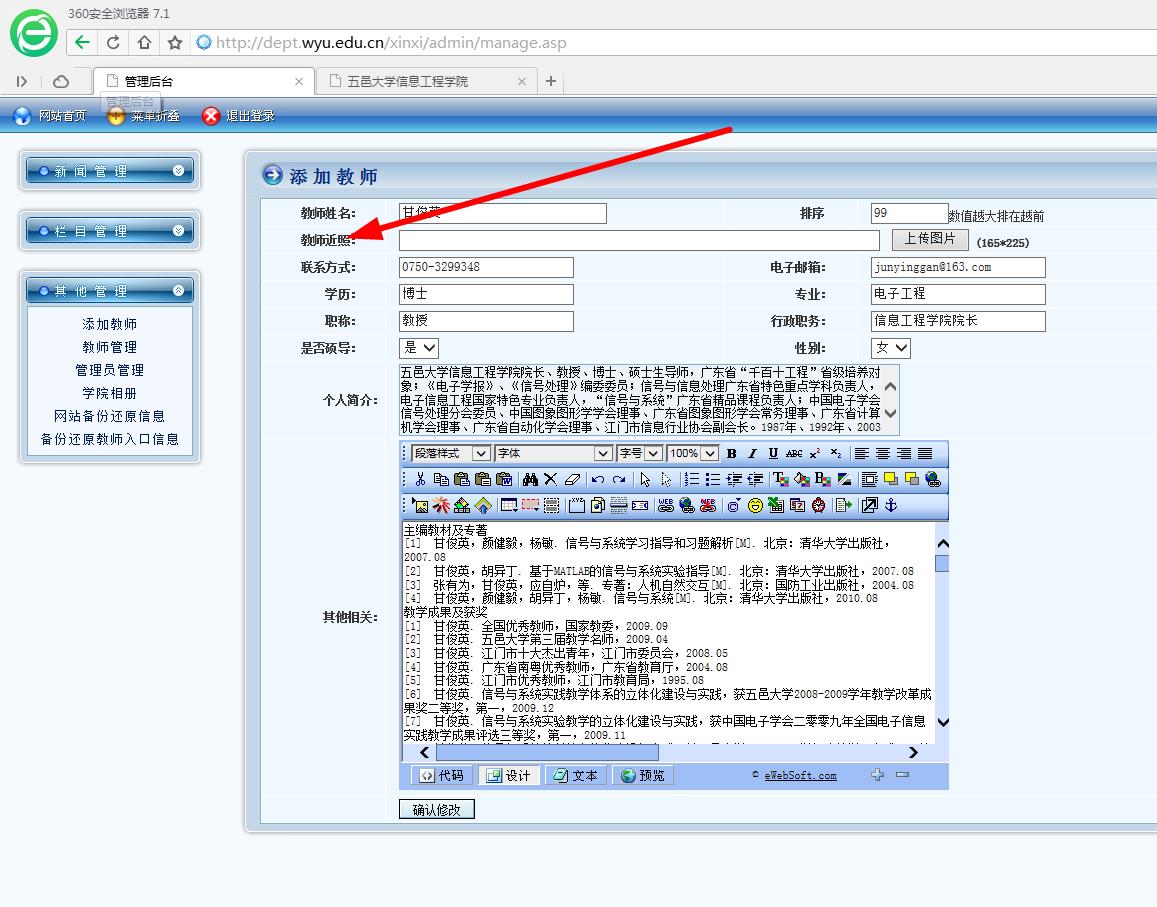 360安全浏览器 7.1
http://dept.wyu.edu.cn/xinxi/admin/manage.asp
管理后台
五邑大学信息工程学院
管理后台
网站首页 菜单折叠 退出登录
新闻管理
栏目管理
其他管理
添加教师
教师管理
管理员管理
学院相册
网站备份还原信息
备份还原教师入口信息
添加教师
教师姓名: 甘俊英 排序 99 数值越大排在越前
教师近照: 上传图片 (165*225)
联系方式: 0750-3299348 电子邮箱: junyinggan@163.com
学历: 博士 专业: 电子工程
职称: 教授 行政职务: 信息工程学院院长
是否硕导: 是 性别: 女
个人简介:
五邑大学信息工程学院院长、教授、博士、硕士生导师，广东省“千百十工程”省级培养对
象；《电子学报》、《信号处理》编委委员；信号与信息处理广东省特色重点学科负责人，
电子信息工程国家特色专业负责人，“信号与系统”广东省精品课程负责人；中国电子学会
信号处理分会委员、中国图象图形学学会理事、广东省图象图形学会常务理事、广东省计算
机学会理事、广东省自动化学会理事、江门市信息行业协会副会长。1987年、1992年、2003
段落样式 字体 字号 100% B I U ABC x² x₂
其他相关:
主编教材及专著
[1] 甘俊英，颜健毅，杨敏. 信号与系统学习指导和习题解析[M]. 北京：清华大学出版社，
2007.08
[2] 甘俊英，胡异丁. 基于MATLAB的信号与系统实验指导[M]. 北京：清华大学出版社，2007.08
[3] 张有为，甘俊英，应自炉，等. 专著：人机自然交互[M]. 北京：国防工业出版社，2004.08
[4] 甘俊英，颜健毅，胡异丁，杨敏. 信号与系统[M]. 北京：清华大学出版社，2010.08
教学成果及获奖
[1] 甘俊英. 全国优秀教师，国家教委，2009.09
[2] 甘俊英. 五邑大学第三届教学名师，2009.04
[3] 甘俊英. 江门市十大杰出青年，江门市委员会，2008.05
[4] 甘俊英. 广东省南粤优秀教师，广东省教育厅，2004.08
[5] 甘俊英. 江门市优秀教师，江门市教育局，1995.08
[6] 甘俊英. 信号与系统实践教学体系的立体化建设与实践，获五邑大学2008-2009学年教学改革成
果奖二等奖，第一，2009.12
[7] 甘俊英. 信号与系统实验教学的立体化建设与实践，获中国电子学会二零零九年全国电子信息
实践教学成果评选三等奖，第一，2009.11
代码 设计 文本 预览 © eWebSoft.com
确认修改